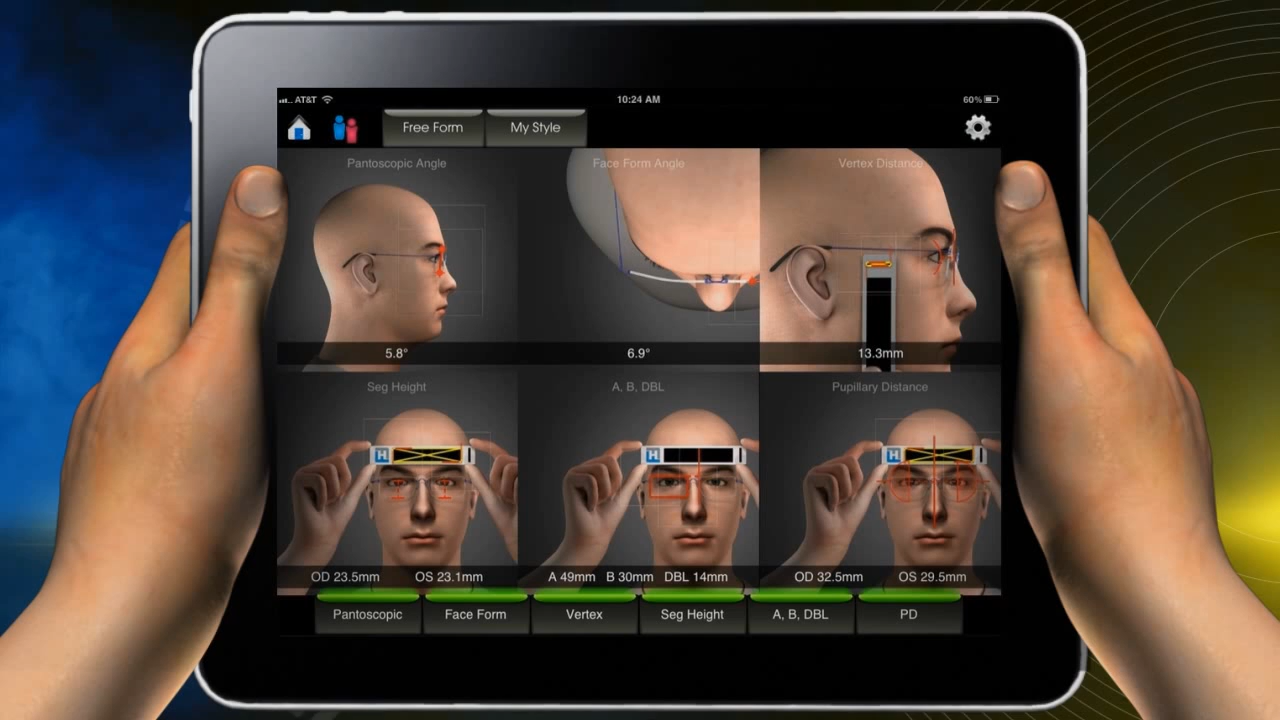 AT&T
10:24 AM
60%
Free Form
My Style
Pantoscopic Angle
Face Form Angle
Vertex Distance
5.8°
6.9°
13.3mm
Seg Height
A, B, DBL
Pupillary Distance
H
H
H
OD 23.5mm OS 23.1mm
A 49mm B 30mm DBL 14mm
OD 32.5mm OS 29.5mm
Pantoscopic
Face Form
Vertex
Seg Height
A, B, DBL
PD